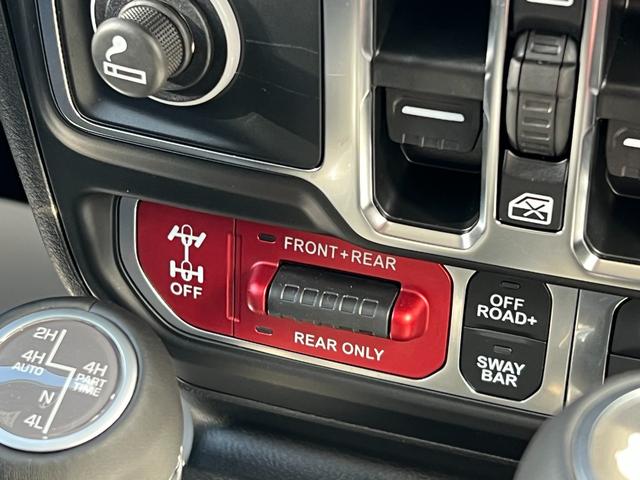 FRONT+REAR
OFF
REAR ONLY
OFF
ROAD+
SWAY
BAR
2H
4H
AUTO
4H
PART
TIME
N
4L